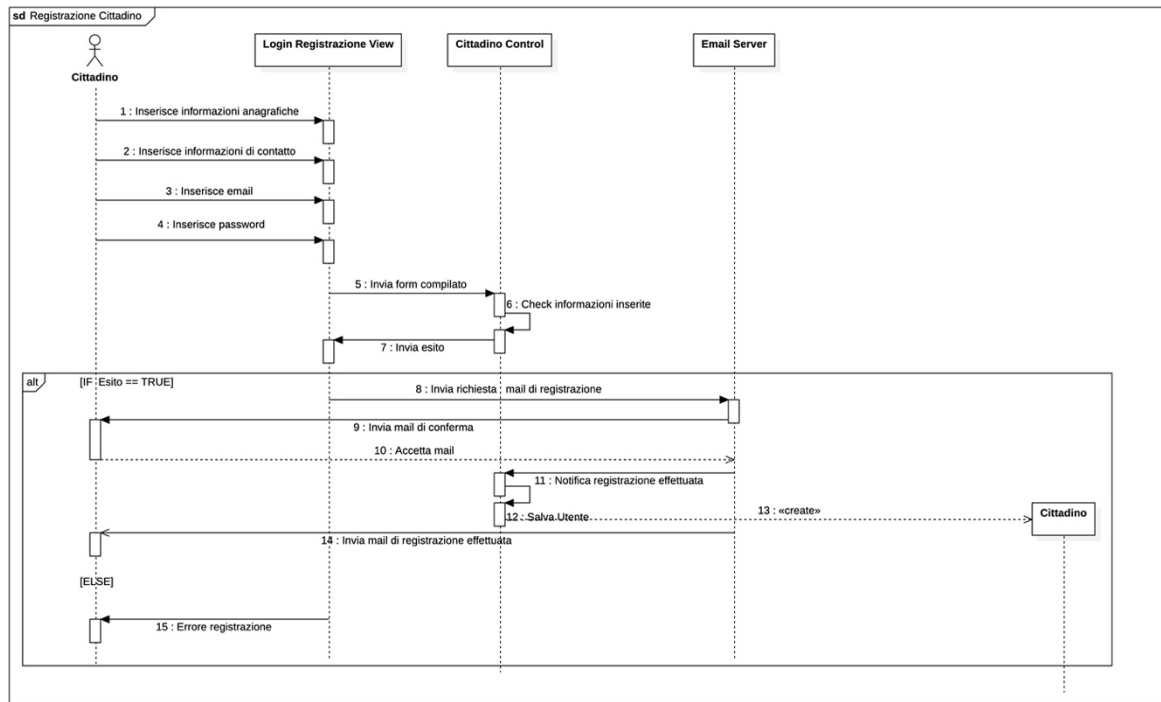 sd Registrazione Cittadino
Login Registrazione View
Cittadino Control
Email Server
Cittadino
1 : Inserisce informazioni anagrafiche
2 : Inserisce informazioni di contatto
3 : Inserisce email
4 : Inserisce password
5 : Invia form compilato
6 : Check informazioni inserite
7 : Invia esito
alt
[IF Esito == TRUE]
8 : Invia richiesta mail di registrazione
9 : Invia mail di conferma
10 : Accetta mail
11 : Notifica registrazione effettuata
12 : Salva Utente
13 : «create»
Cittadino
14 : Invia mail di registrazione effettuata
[ELSE]
15 : Errore registrazione